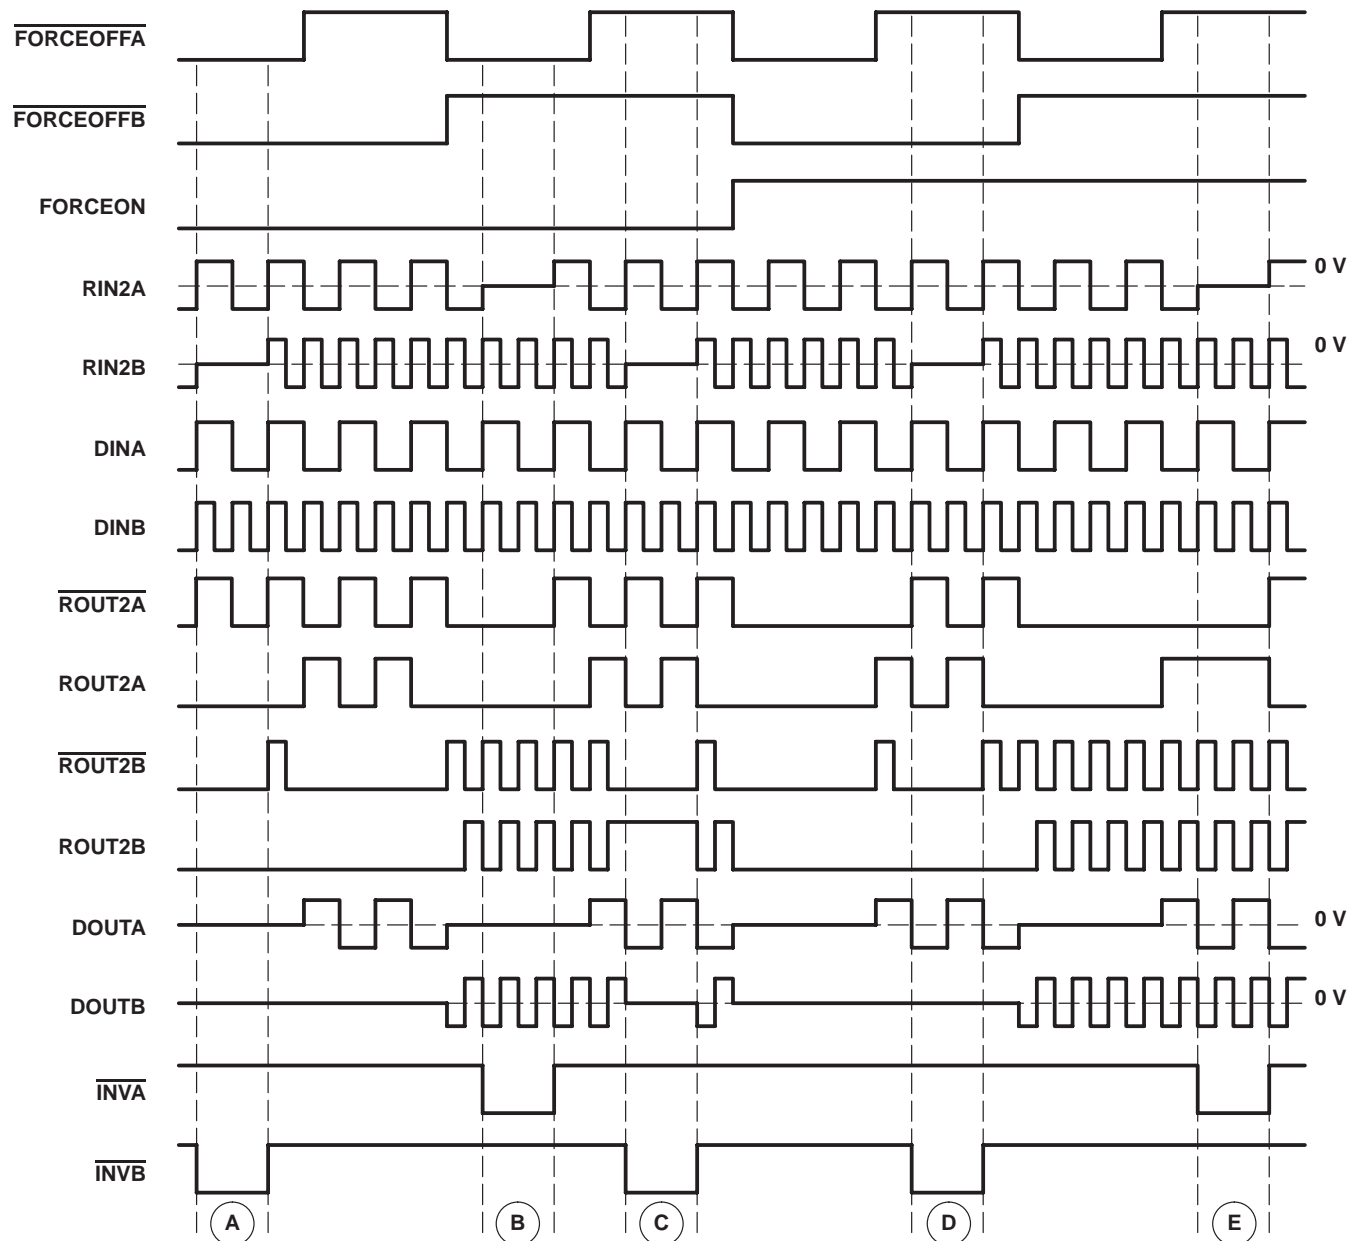 FORCEOFFA
FORCEOFFB
FORCEON
RIN2A
0 V
RIN2B
0 V
DINA
DINB
ROUT2A
ROUT2A
ROUT2B
ROUT2B
DOUTA
0 V
DOUTB
0 V
INVA
INVB
A
B
C
D
E